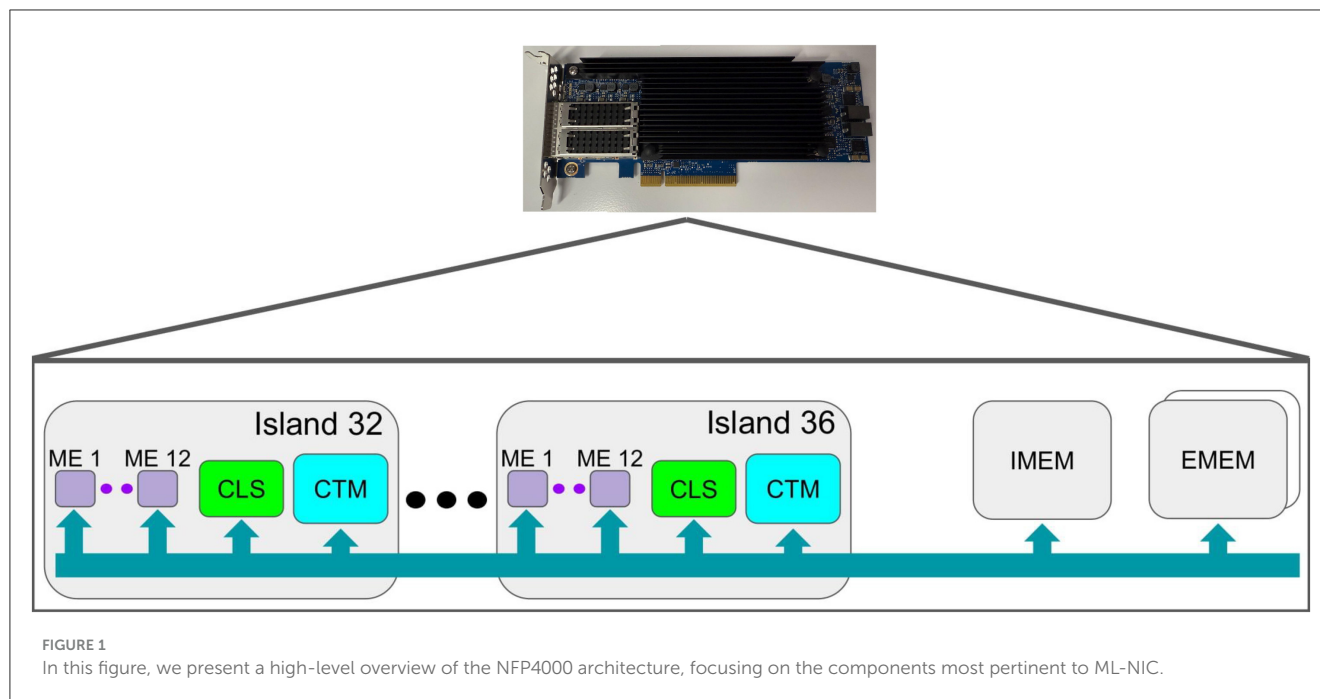 Island 32
Island 36
ME 1 ME 12
CLS
CTM
ME 1 ME 12
CLS
CTM
IMEM
EMEM
FIGURE 1
In this figure, we present a high-level overview of the NFP4000 architecture, focusing on the components most pertinent to ML-NIC.